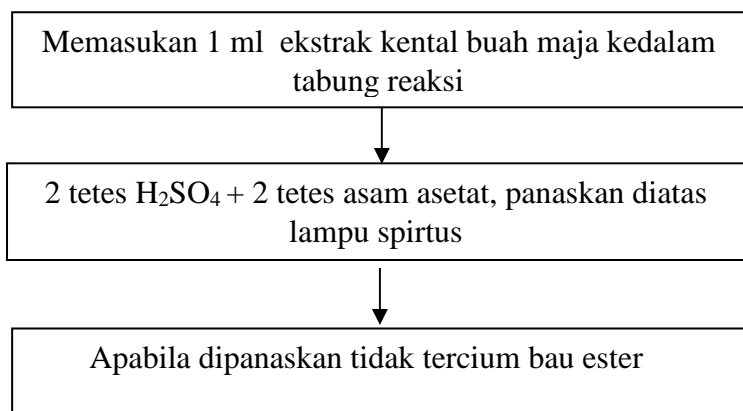 Memasukan 1 ml ekstrak kental buah maja kedalam
tabung reaksi
2 tetes H₂SO₄ + 2 tetes asam asetat, panaskan diatas
lampu spirtus
Apabila dipanaskan tidak tercium bau ester